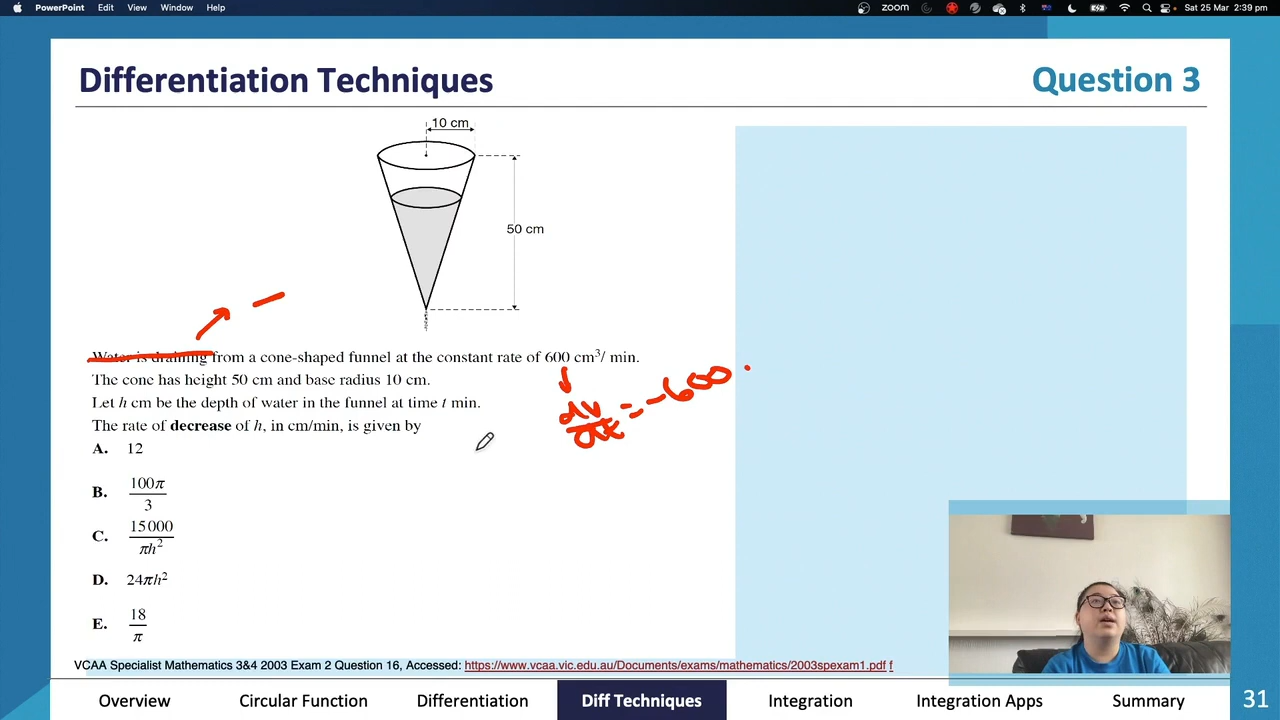 PowerPoint Edit View Window Help zoom Sat 25 Mar 2:39 pm
Differentiation Techniques Question 3
10 cm
50 cm
Water is draining from a cone-shaped funnel at the constant rate of 600 cm³/ min.
The cone has height 50 cm and base radius 10 cm.
Let h cm be the depth of water in the funnel at time t min.
The rate of decrease of h, in cm/min, is given by
dv/dt = -600
A. 12
B. 100π/3
C. 15 000/πh²
D. 24πh²
E. 18/π
VCAA Specialist Mathematics 3&4 2003 Exam 2 Question 16, Accessed: https://www.vcaa.vic.edu.au/Documents/exams/mathematics/2003spexam1.pdf f
Overview Circular Function Differentiation Diff Techniques Integration Integration Apps Summary 31